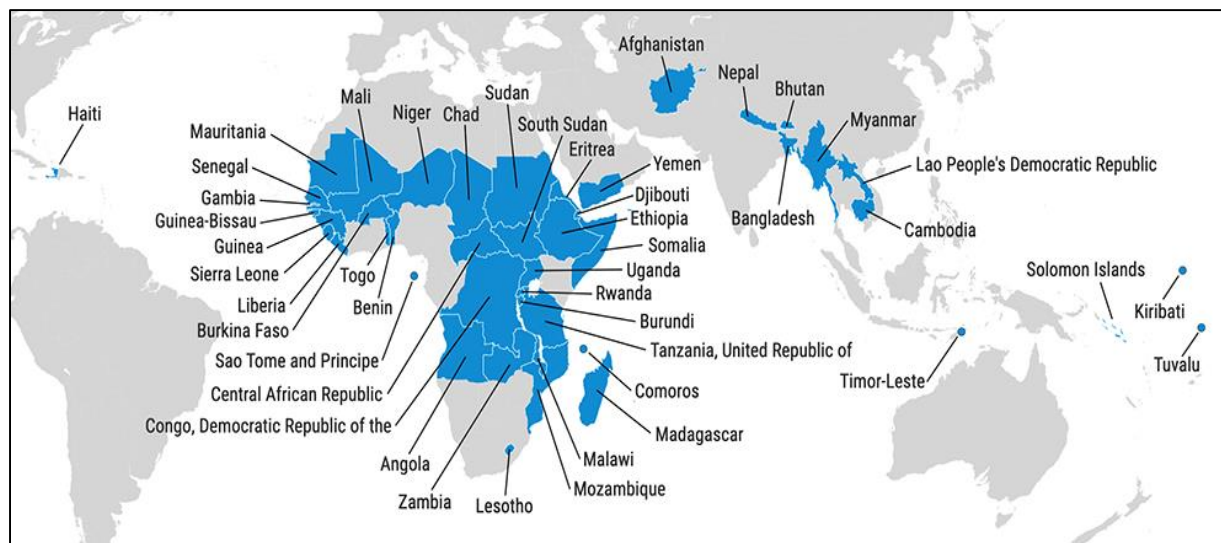 Haiti
Mauritania
Senegal
Gambia
Guinea-Bissau
Guinea
Sierra Leone
Liberia
Burkina Faso
Mali
Niger
Chad
Sudan
South Sudan
Eritrea
Togo
Benin
Sao Tome and Principe
Central African Republic
Congo, Democratic Republic of the
Angola
Zambia
Lesotho
Yemen
Djibouti
Ethiopia
Somalia
Uganda
Rwanda
Burundi
Tanzania, United Republic of
Comoros
Madagascar
Malawi
Mozambique
Afghanistan
Nepal
Bhutan
Myanmar
Lao People's Democratic Republic
Bangladesh
Cambodia
Solomon Islands
Kiribati
Timor-Leste
Tuvalu